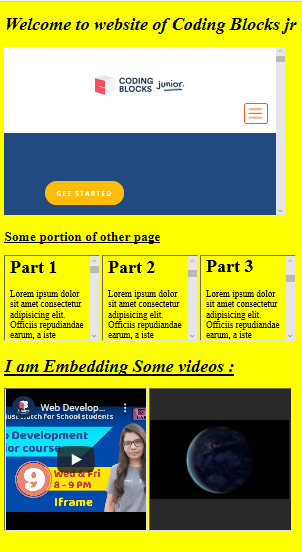 Welcome to website of Coding Blocks jr
CODING
BLOCKS junior.
GET STARTED
Some portion of other page
Part 1
Lorem ipsum dolor
sit amet consectetur
adipisicing elit.
Officiis repudiandae
earum, a iste
Part 2
Lorem ipsum dolor
sit amet consectetur
adipisicing elit.
Officiis repudiandae
earum, a iste
Part 3
Lorem ipsum dolor
sit amet consectetur
adipisicing elit.
Officiis repudiandae
earum, a iste
I am Embedding Some videos :
Web Develop...
ust Watch for School students
Development
or course
9
Wed & Fri
8 - 9 PM
Iframe